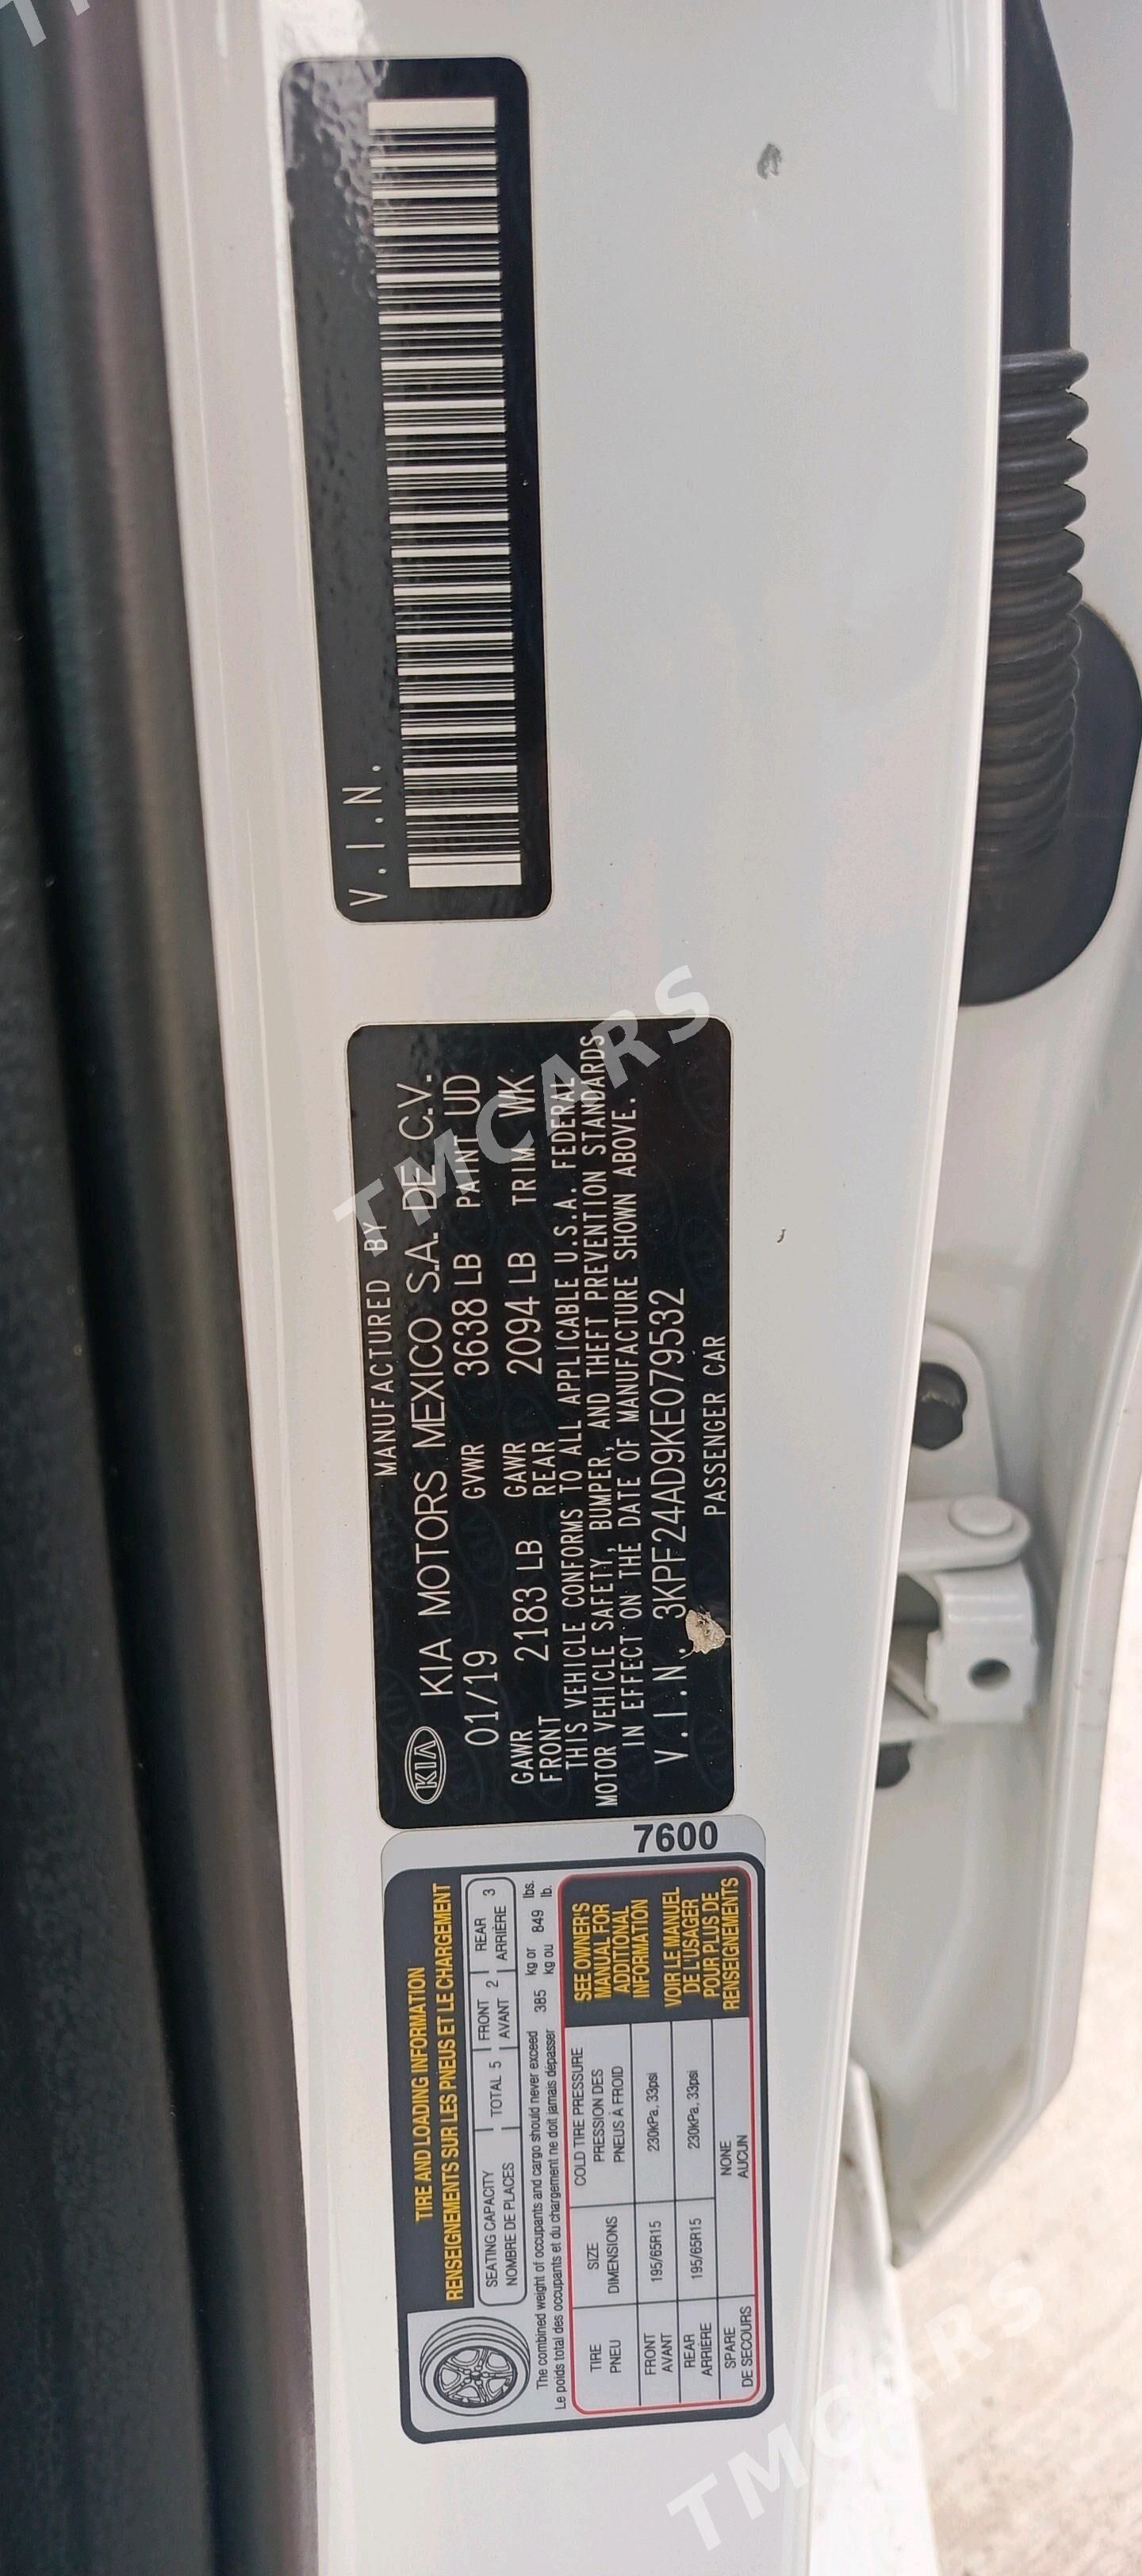 V.I.N.
MANUFACTURED BY
KIA KIA MOTORS MEXICO S.A. DE C.V.
01/19 GVWR 3638 LB PAINT UD
GAWR FRONT 2183 LB GAWR REAR 2094 LB TRIM WK
THIS VEHICLE CONFORMS TO ALL APPLICABLE U.S.A. FEDERAL
MOTOR VEHICLE SAFETY, BUMPER, AND THEFT PREVENTION STANDARDS
IN EFFECT ON THE DATE OF MANUFACTURE SHOWN ABOVE.
V.I.N. 3KPF24AD9KE079532
PASSENGER CAR
7600
TIRE AND LOADING INFORMATION
RENSEIGNEMENTS SUR LES PNEUS ET LE CHARGEMENT
SEATING CAPACITY
NOMBRE DE PLACES
TOTAL 5
FRONT
AVANT
2
REAR
ARRIÈRE
3
The combined weight of occupants and cargo should never exceed 385 kg or 849 lbs.
Le poids total des occupants et du chargement ne doit jamais dépasser kg ou lb.
TIRE
PNEU
SIZE
DIMENSIONS
COLD TIRE PRESSURE
PRESSION DES
PNEUS À FROID
FRONT
AVANT
195/65R15
230kPa, 33psi
REAR
ARRIÈRE
195/65R15
230kPa, 33psi
SPARE
DE SECOURS
NONE
AUCUN
SEE OWNER'S
MANUAL FOR
ADDITIONAL
INFORMATION
VOIR LE MANUEL
DE L'USAGER
POUR PLUS DE
RENSEIGNEMENTS
TMCARS
TMCARS